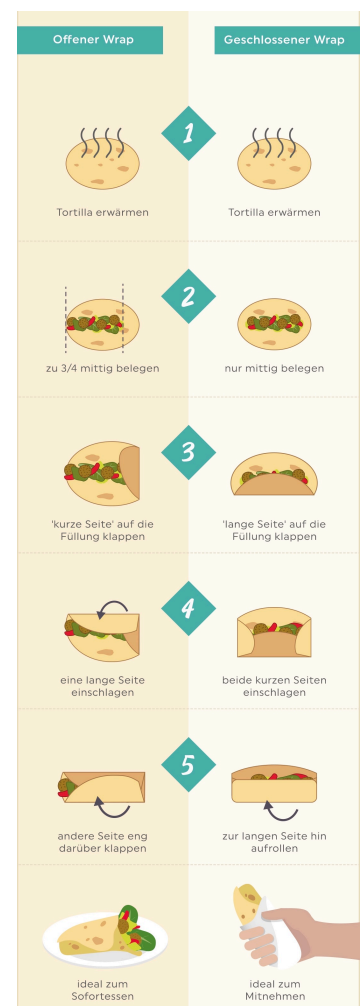 Offener Wrap
Geschlossener Wrap
1
Tortilla erwärmen
Tortilla erwärmen
2
zu 3/4 mittig belegen
nur mittig belegen
3
'kurze Seite' auf die
Füllung klappen
'lange Seite' auf die
Füllung klappen
4
eine lange Seite
einschlagen
beide kurzen Seiten
einschlagen
5
andere Seite eng
darüber klappen
zur langen Seite hin
aufrollen
ideal zum
Sofortessen
ideal zum
Mitnehmen